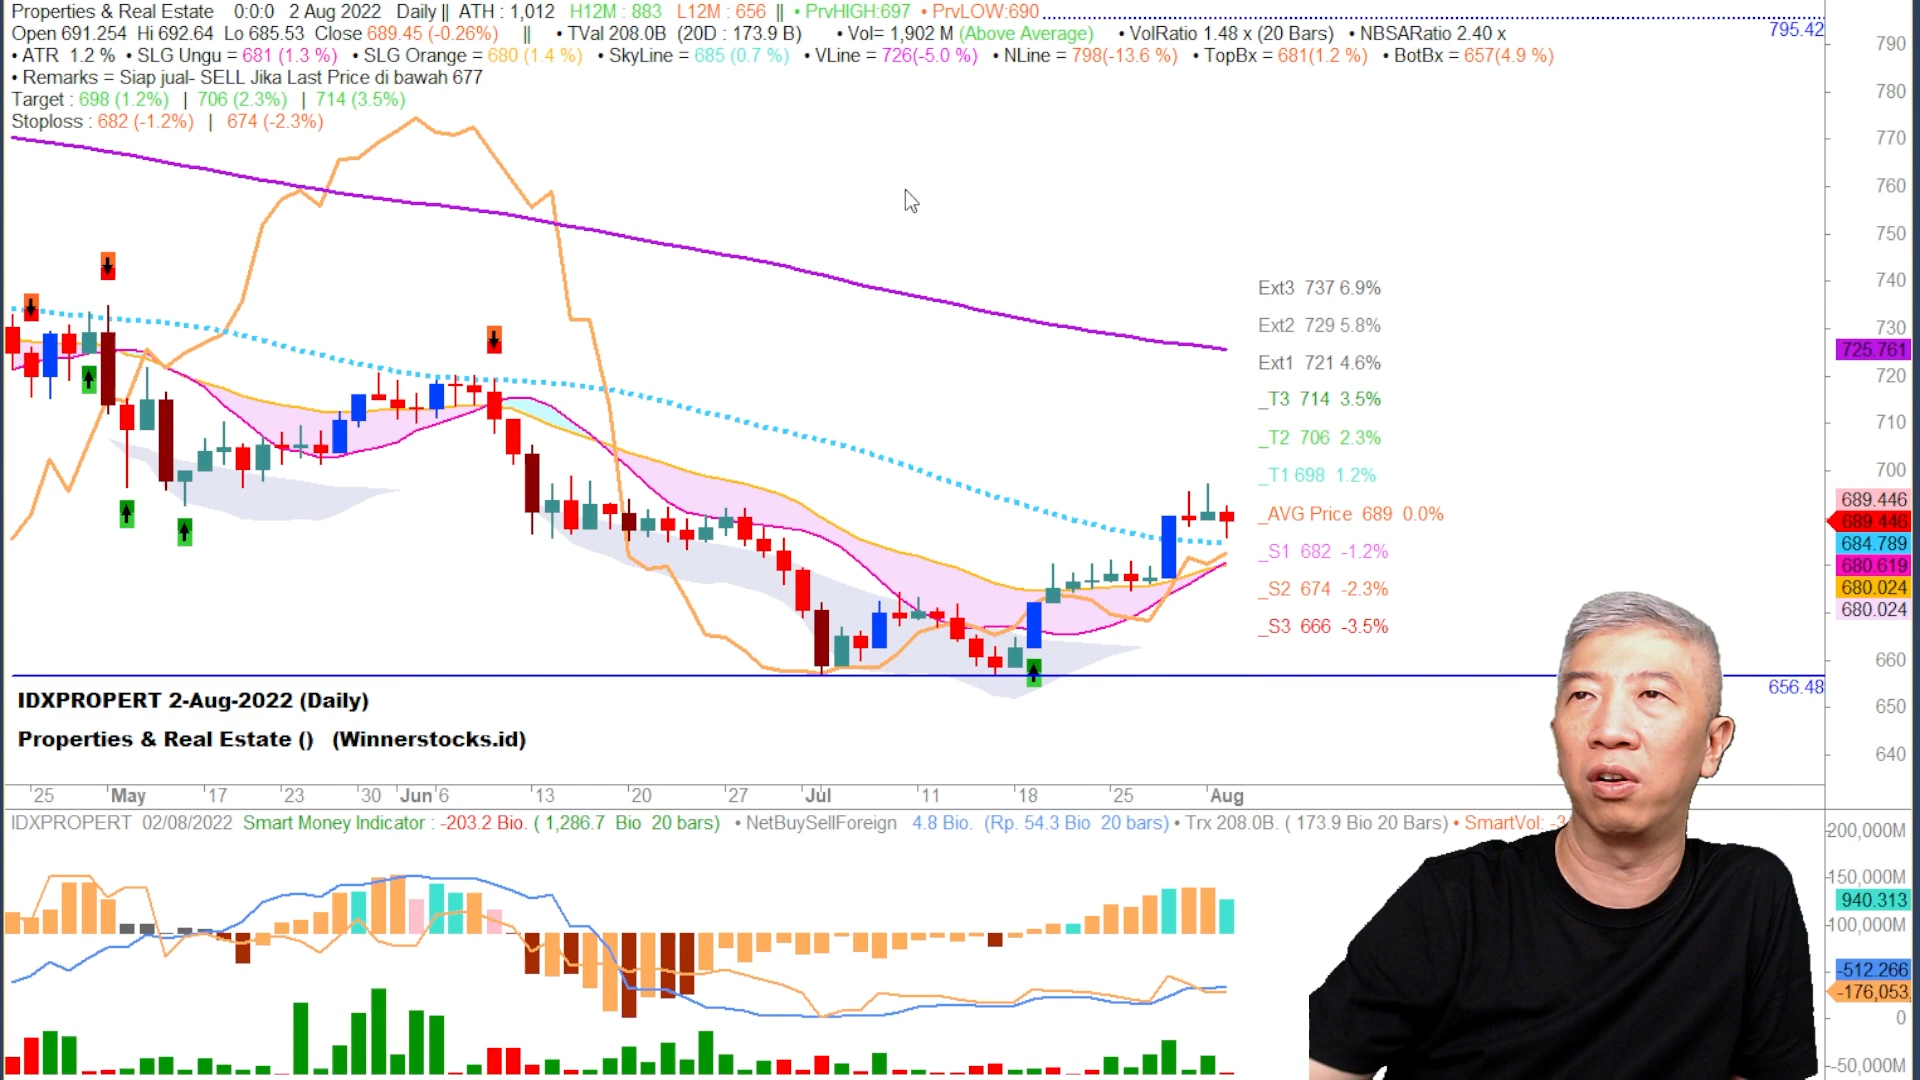 Properties & Real Estate 0:0:0 2 Aug 2022 Daily || ATH : 1,012 H12M : 883 L12M : 656 || • PrvHIGH:697 • PrvLOW:690
795.42
Open 691.254 Hi 692.64 Lo 685.53 Close 689.45 (-0.26%) || • TVal 208.0B (20D : 173.9 B) • Vol= 1,902 M (Above Average) • VolRatio 1.48 x (20 Bars) • NBSARatio 2.40 x
• ATR 1.2 % • SLG Ungu = 681 (1.3 %) • SLG Orange = 680 (1.4 %) • SkyLine = 685 (0.7 %) • VLine = 726(-5.0 %) • NLine = 798(-13.6 %) • TopBx = 681(1.2 %) • BotBx = 657(4.9 %)
• Remarks = Siap jual- SELL Jika Last Price di bawah 677
Target : 698 (1.2%) | 706 (2.3%) | 714 (3.5%)
Stoploss : 682 (-1.2%) | 674 (-2.3%)
790
780
770
760
750
740
730
725.761
720
710
700
689.446
689.446
684.789
680.619
680.024
680.024
660
656.48
650
640
Ext3 737 6.9%
Ext2 729 5.8%
Ext1 721 4.6%
_T3 714 3.5%
_T2 706 2.3%
_T1 698 1.2%
_AVG Price 689 0.0%
_S1 682 -1.2%
_S2 674 -2.3%
_S3 666 -3.5%
IDXPROPERT 2-Aug-2022 (Daily)
Properties & Real Estate () (Winnerstocks.id)
25 May 17 23 30 Jun 6 13 20 27 Jul 11 18 25 Aug
IDXPROPERT 02/08/2022 Smart Money Indicator : -203.2 Bio. ( 1,286.7 Bio 20 bars) • NetBuySellForeign 4.8 Bio. (Rp. 54.3 Bio 20 bars) • Trx 208.0B. ( 173.9 Bio 20 Bars) • SmartVol:
200,000M
150,000M
940.313
100,000M
-512.266
-176,053
0
-50,000M